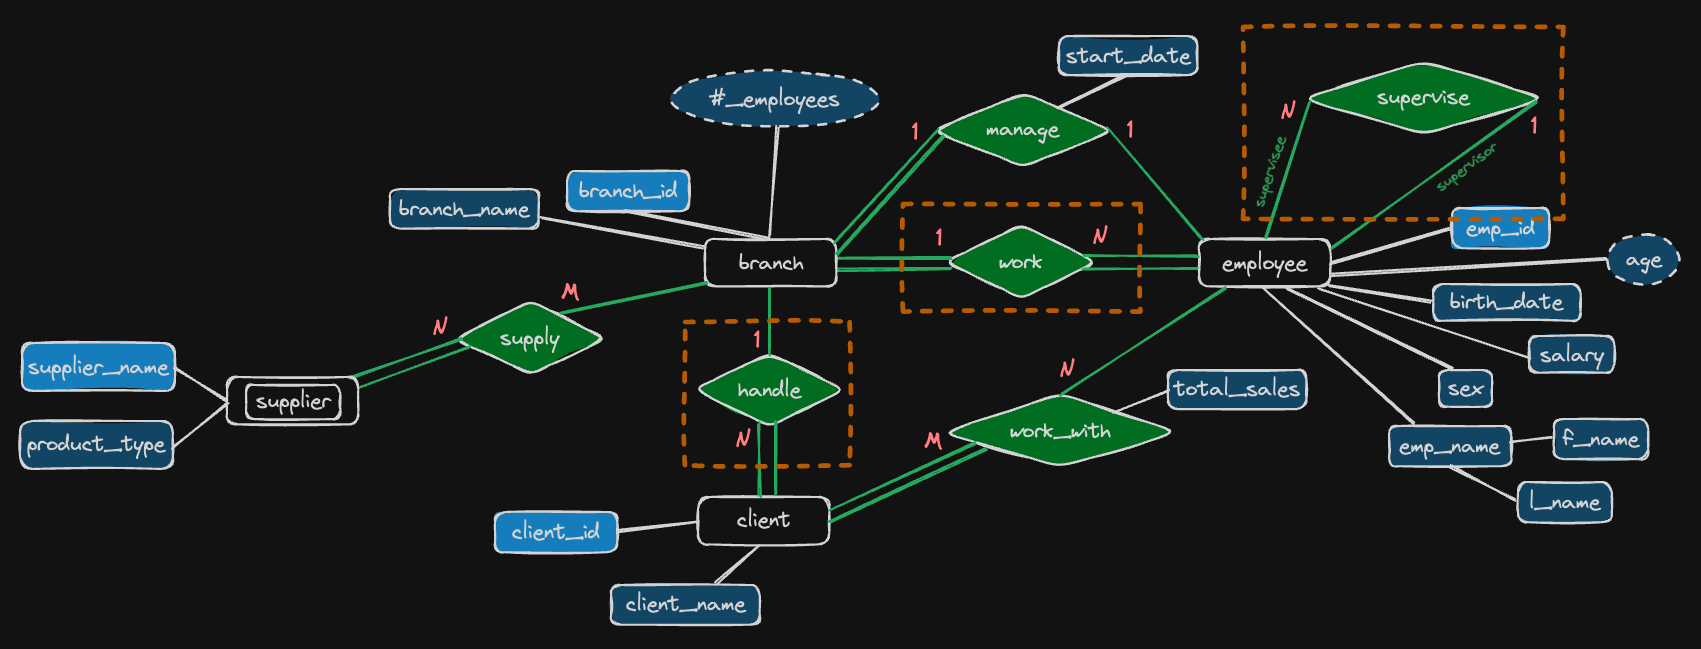 start_date
#_employees
supervise
N
1
manage
1
1
supervisee
supervisor
branch_id
branch_name
emp_id
1
N
branch
work
employee
age
M
birth_date
N
supply
1
salary
supplier_name
N
handle
total_sales
sex
supplier
work_with
N
M
product_type
emp_name
f_name
l_name
client
client_id
client_name